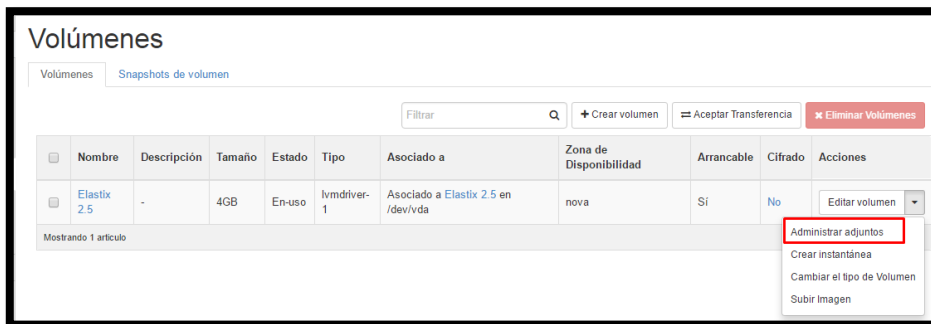 Volúmenes
Volúmenes Snapshots de volumen
Filtrar + Crear volumen ⇄ Aceptar Transferencia ✖ Eliminar Volúmenes
Nombre Descripción Tamaño Estado Tipo Asociado a Zona de Disponibilidad Arrancable Cifrado Acciones
Elastix 2.5 - 4GB En-uso lvmdriver-1 Asociado a Elastix 2.5 en /dev/vda nova Sí No Editar volumen
Mostrando 1 artículo
Administrar adjuntos
Crear instantánea
Cambiar el tipo de Volumen
Subir Imagen